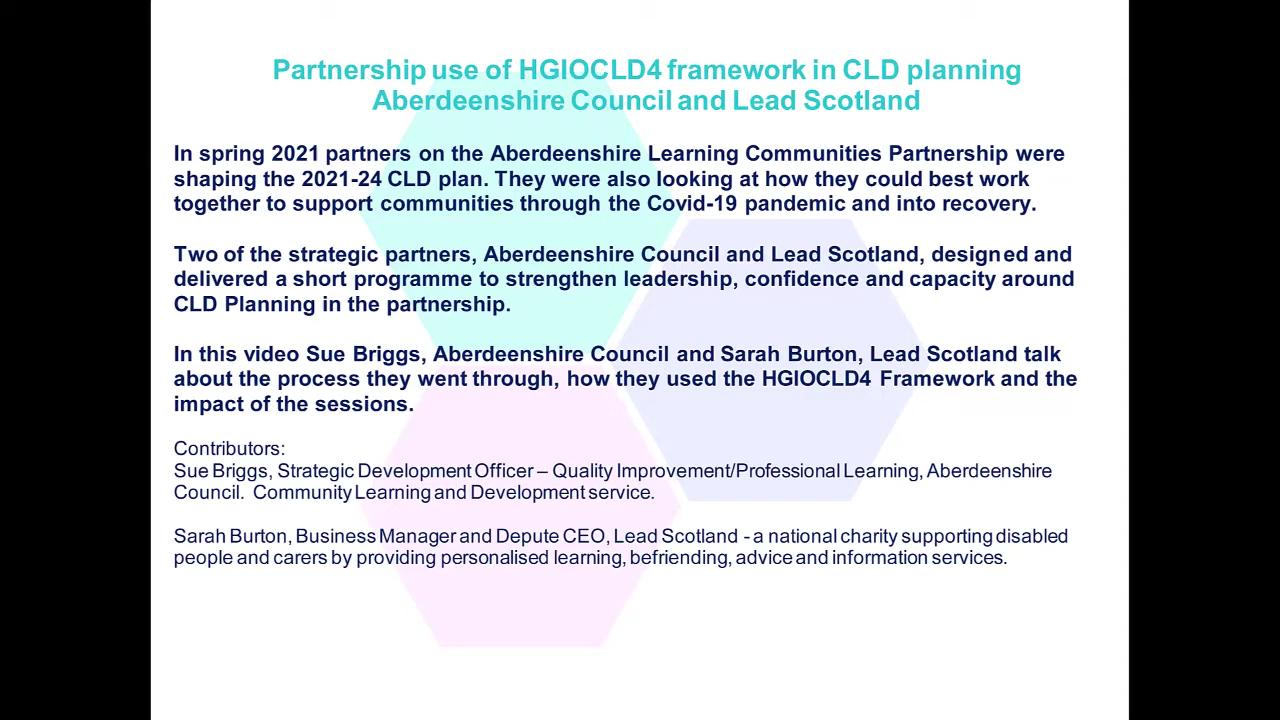 Partnership use of HGIOCLD4 framework in CLD planning
Aberdeenshire Council and Lead Scotland
In spring 2021 partners on the Aberdeenshire Learning Communities Partnership were
shaping the 2021-24 CLD plan. They were also looking at how they could best work
together to support communities through the Covid-19 pandemic and into recovery.
Two of the strategic partners, Aberdeenshire Council and Lead Scotland, designed and
delivered a short programme to strengthen leadership, confidence and capacity around
CLD Planning in the partnership.
In this video Sue Briggs, Aberdeenshire Council and Sarah Burton, Lead Scotland talk
about the process they went through, how they used the HGIOCLD4 Framework and the
impact of the sessions.
Contributors:
Sue Briggs, Strategic Development Officer – Quality Improvement/Professional Learning, Aberdeenshire
Council. Community Learning and Development service.
Sarah Burton, Business Manager and Depute CEO, Lead Scotland - a national charity supporting disabled
people and carers by providing personalised learning, befriending, advice and information services.